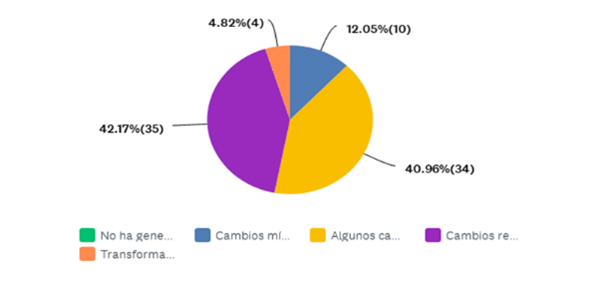 4.82%(4)
12.05%(10)
42.17%(35)
40.96%(34)
No ha gene...
Cambios mí...
Algunos ca...
Cambios re...
Transforma...